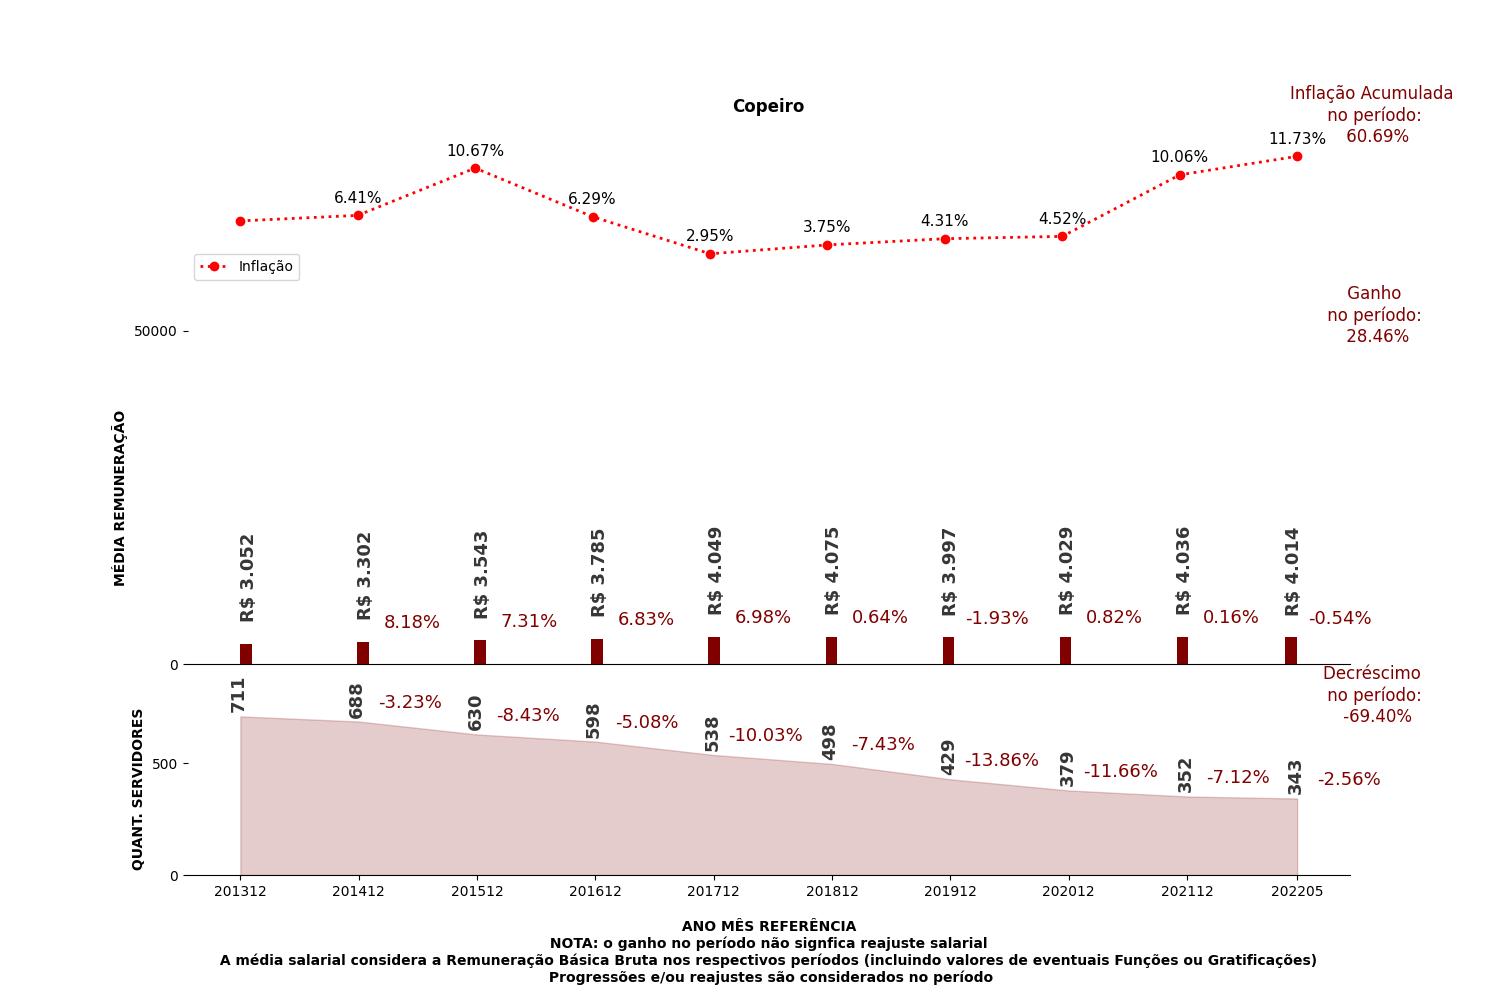 Copeiro
Inflação Acumulada
no período:
60.69%
6.41%
10.67%
6.29%
2.95%
3.75%
4.31%
4.52%
10.06%
11.73%
Inflação
Ganho
no período:
28.46%
50000
0
MÉDIA REMUNERAÇÃO
R$ 3.052
R$ 3.302
R$ 3.543
R$ 3.785
R$ 4.049
R$ 4.075
R$ 3.997
R$ 4.029
R$ 4.036
R$ 4.014
8.18%
7.31%
6.83%
6.98%
0.64%
-1.93%
0.82%
0.16%
-0.54%
Decréscimo
no período:
-69.40%
QUANT. SERVIDORES
500
0
711
688
630
598
538
498
429
379
352
343
-3.23%
-8.43%
-5.08%
-10.03%
-7.43%
-13.86%
-11.66%
-7.12%
-2.56%
201312
201412
201512
201612
201712
201812
201912
202012
202112
202205
ANO MÊS REFERÊNCIA
NOTA: o ganho no período não signfica reajuste salarial
A média salarial considera a Remuneração Básica Bruta nos respectivos períodos (incluindo valores de eventuais Funções ou Gratificações)
Progressões e/ou reajustes são considerados no período